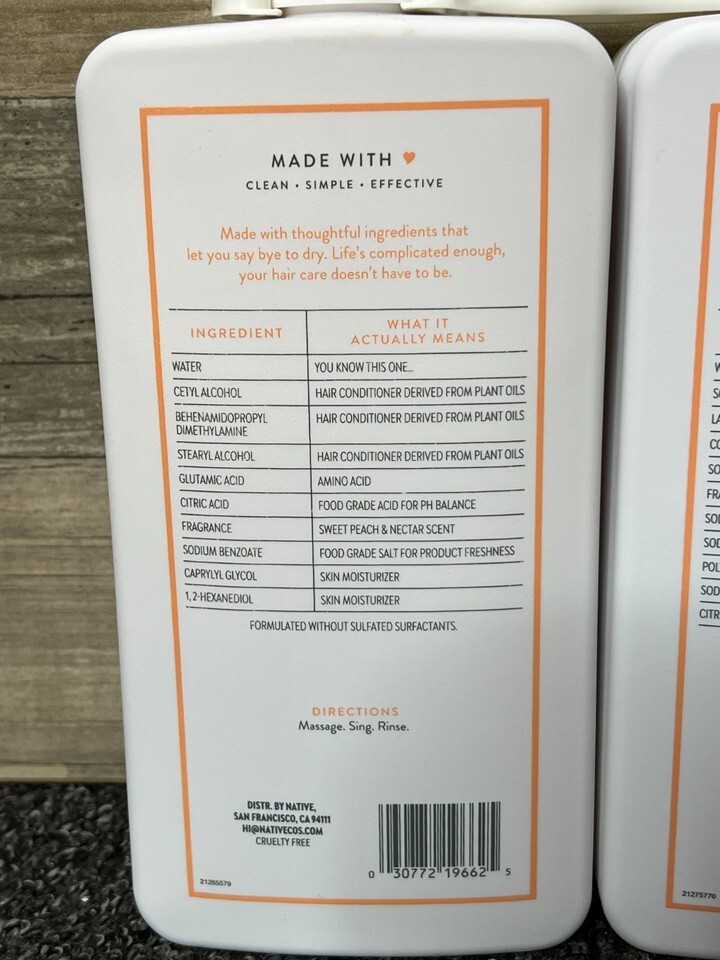 MADE WITH
CLEAN • SIMPLE • EFFECTIVE
Made with thoughtful ingredients that
let you say bye to dry. Life's complicated enough,
your hair care doesn't have to be.
INGREDIENT
WHAT IT
ACTUALLY MEANS
WATER
YOU KNOW THIS ONE...
CETYL ALCOHOL
HAIR CONDITIONER DERIVED FROM PLANT OILS
BEHENAMIDOPROPYL
DIMETHYLAMINE
HAIR CONDITIONER DERIVED FROM PLANT OILS
STEARYL ALCOHOL
HAIR CONDITIONER DERIVED FROM PLANT OILS
GLUTAMIC ACID
AMINO ACID
CITRIC ACID
FOOD GRADE ACID FOR PH BALANCE
FRAGRANCE
SWEET PEACH & NECTAR SCENT
SODIUM BENZOATE
FOOD GRADE SALT FOR PRODUCT FRESHNESS
CAPRYLYL GLYCOL
SKIN MOISTURIZER
1, 2-HEXANEDIOL
SKIN MOISTURIZER
FORMULATED WITHOUT SULFATED SURFACTANTS.
DIRECTIONS
Massage. Sing. Rinse.
DISTR. BY NATIVE,
SAN FRANCISCO, CA 94111
HI@NATIVECOS.COM
CRUELTY FREE
0 30772 19662 5
21285579
21275770